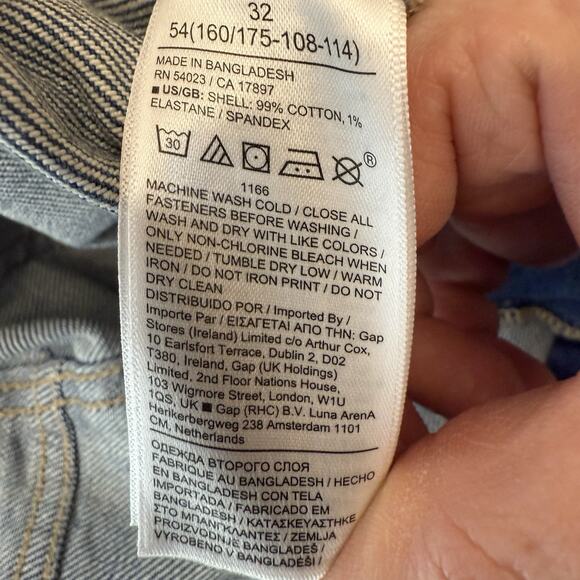 32
54(160/175-108-114)
MADE IN BANGLADESH
RN 54023 / CA 17897
■ US/GB: SHELL: 99% COTTON, 1%
ELASTANE / SPANDEX
30
®
1166
MACHINE WASH COLD / CLOSE ALL
FASTENERS BEFORE WASHING /
WASH AND DRY WITH LIKE COLORS /
ONLY NON-CHLORINE BLEACH WHEN
NEEDED / TUMBLE DRY LOW / WARM
IRON / DO NOT IRON PRINT / DO NOT
DRY CLEAN
DISTRIBUIDO POR / Imported By /
Importe Par / ΕΙΣΑΓΕΤΑΙ ΑΠΟ ΤΗΝ: Gap
Stores (Ireland) Limited c/o Arthur Cox,
10 Earlsfort Terrace, Dublin 2, D02
T380, Ireland, Gap (UK Holdings)
Limited, 2nd Floor Nations House,
103 Wigmore Street, London, W1U
1QS, UK ■ Gap (RHC) B.V. Luna ArenA
Herikerbergweg 238 Amsterdam 1101
CM, Netherlands
ОДЕЖДА ВТОРОГО СЛОЯ
FABRIQUE AU BANGLADESH / HECHO
EN BANGLADESH CON TELA
IMPORTADA / FABRICADO EM
BANGLADESH / ΚΑΤΑΣΚΕΥΑΣΤΗΚΕ
ΣΤΟ ΜΠΑΝΓΚΛΑΝΤΕΣ / ZEMLJA
PROIZVODNJE BANGLADEŠ /
VYROBENO V BANGLADÉŠI /